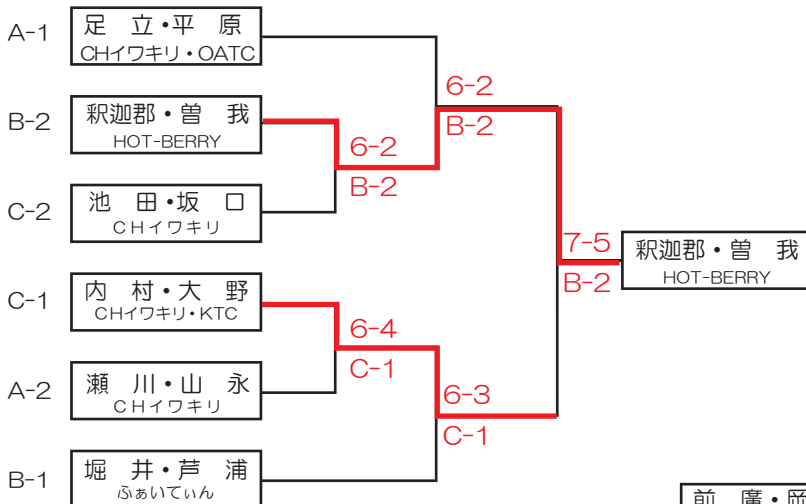 A-1
足 立・平 原
CHイワキリ・OATC
B-2
釈迦郡・曽 我
HOT-BERRY
C-2
池 田・坂 口
CHイワキリ
C-1
内 村・大 野
CHイワキリ・KTC
A-2
瀬 川・山 永
CHイワキリ
B-1
堀 井・芦 浦
ふぁいてぃん
6-2
B-2
6-4
C-1
6-2
B-2
6-3
C-1
7-5
B-2
釈迦郡・曽 我
HOT-BERRY